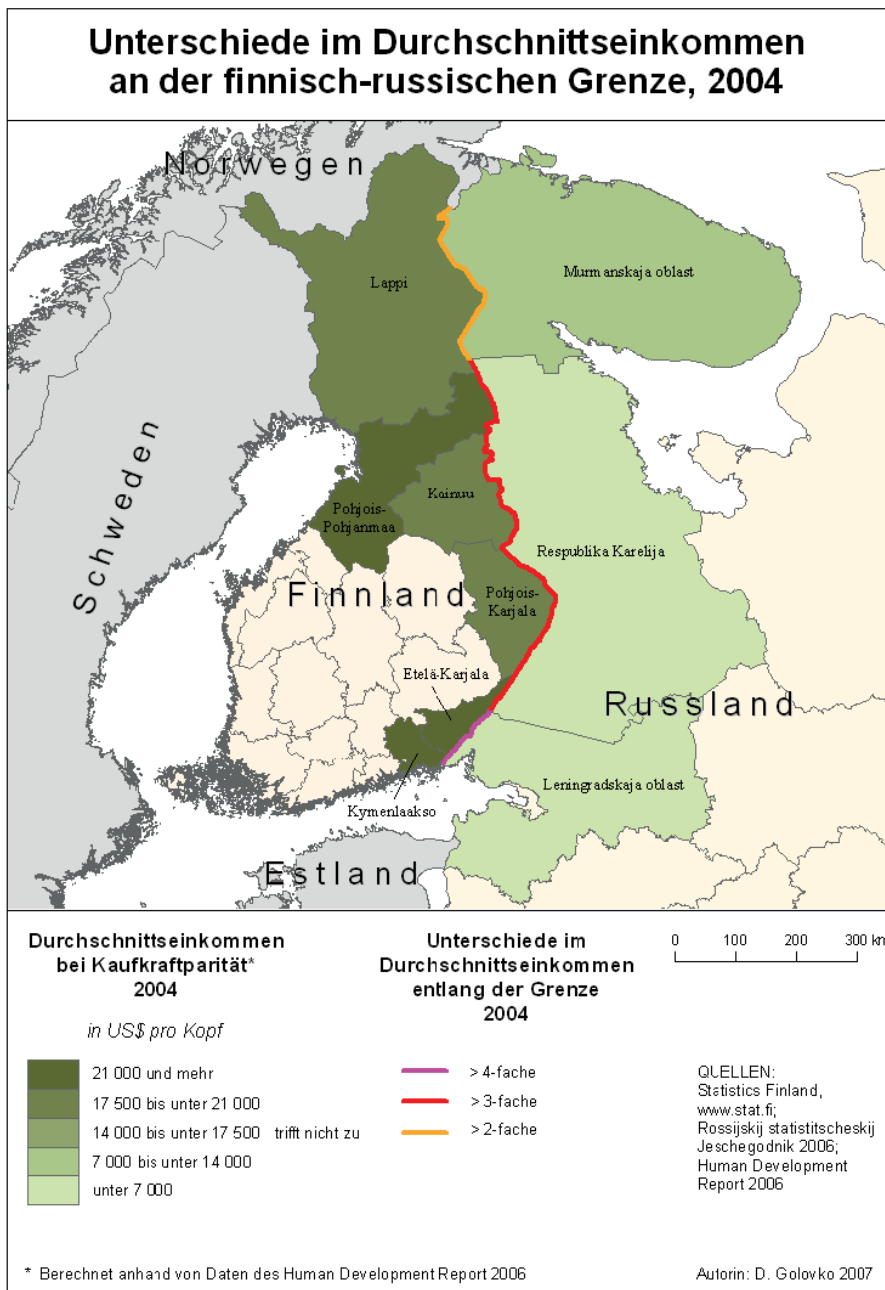 Unterschiede im Durchschnittseinkommen
an der finnisch-russischen Grenze, 2004
Norwegen
Murmanskaja oblast
Lappi
Schweden
Kainuu
Pohjois-
Pohjanmaa
Respublika Karelija
Finnland
Pohjois-
Karjala
Etelä-Karjala
Russland
Leningradskaja oblast
Kymenlaakso
Estland
Durchschnittseinkommen
bei Kaufkraftparität*
2004
in US$ pro Kopf
21 000 und mehr
17 500 bis unter 21 000
14 000 bis unter 17 500 trifft nicht zu
7 000 bis unter 14 000
unter 7 000
Unterschiede im
Durchschnittseinkommen
entlang der Grenze
2004
> 4-fache
> 3-fache
> 2-fache
0 100 200 300 km
QUELLEN:
Statistics Finland,
www.stat.fi;
Rossijskij statistitscheskij
Jeschegodnik 2006;
Human Development
Report 2006
* Berechnet anhand von Daten des Human Development Report 2006
Autorin: D. Golovko 2007